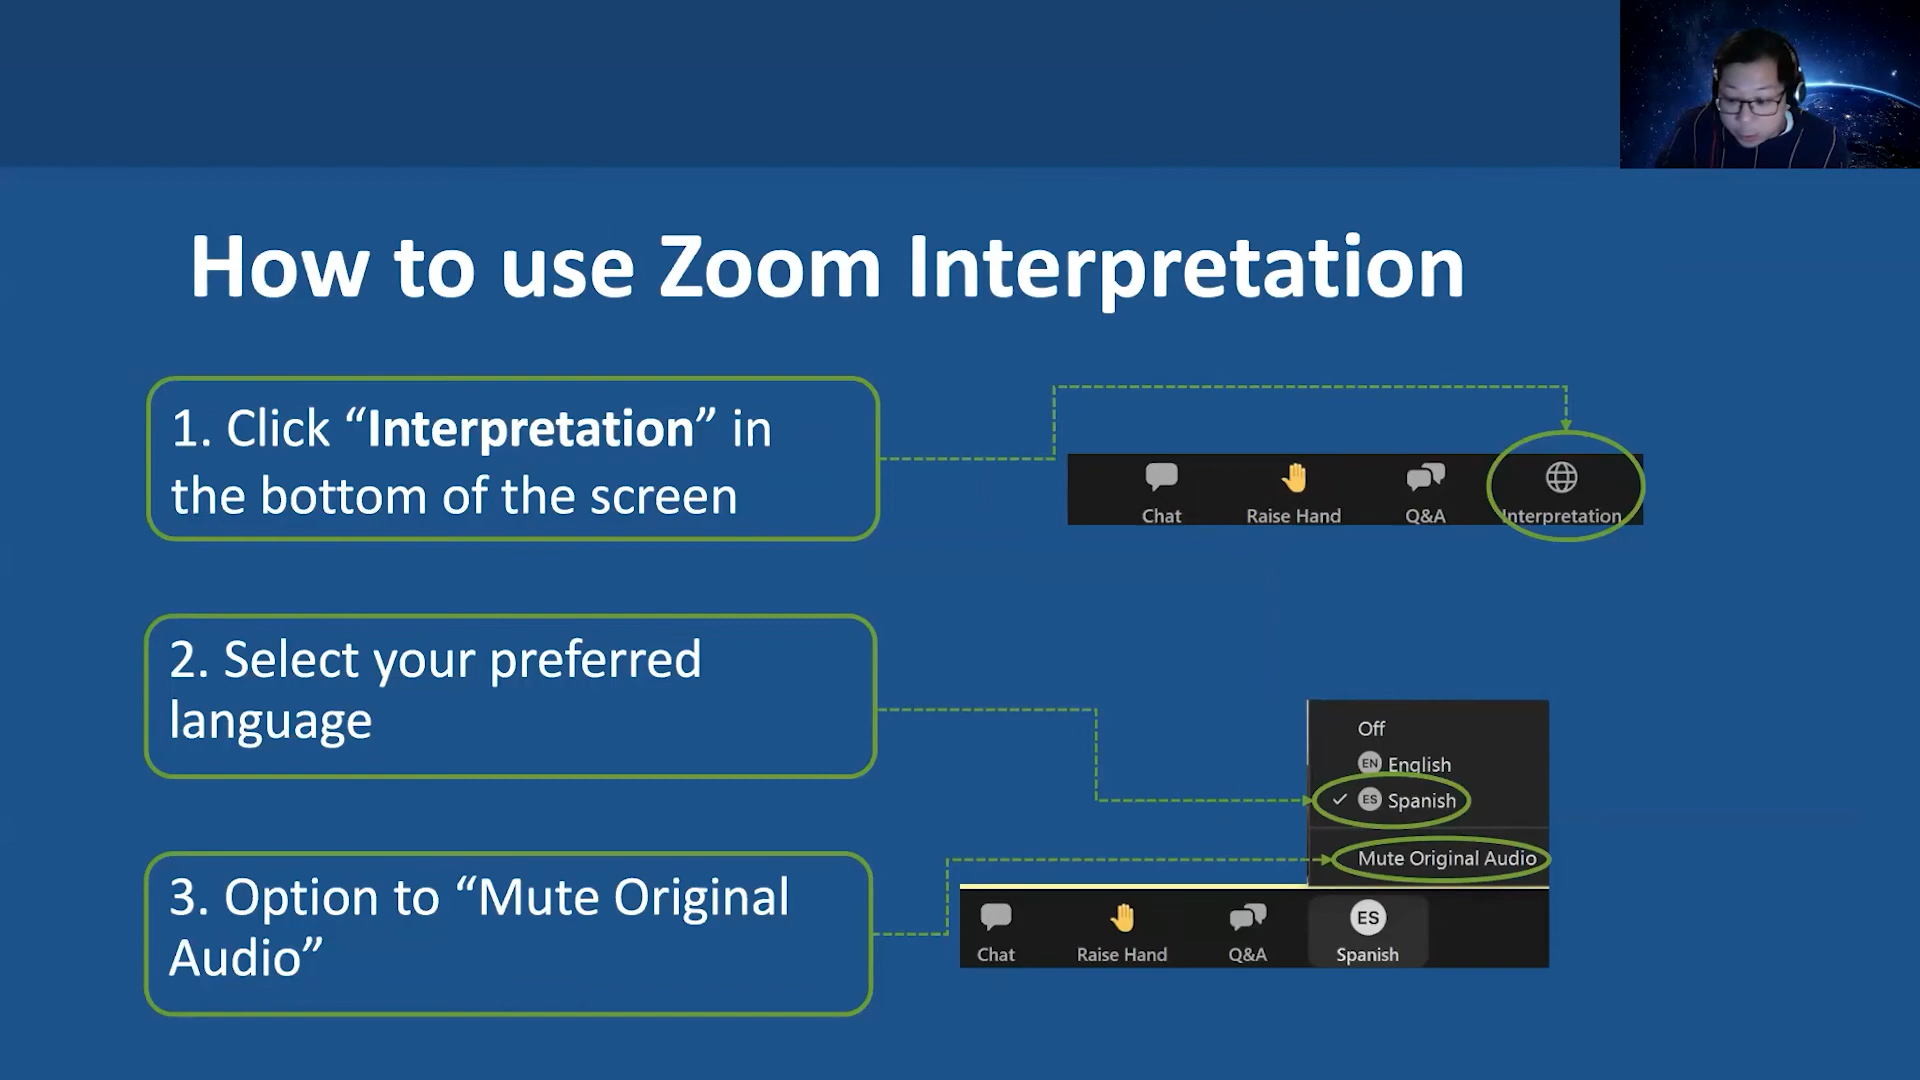 How to use Zoom Interpretation
1. Click “Interpretation” in
the bottom of the screen
Chat
Raise Hand
Q&A
Interpretation
2. Select your preferred
language
Off
EN English
ES Spanish
Mute Original Audio
3. Option to “Mute Original
Audio”
ES
Chat
Raise Hand
Q&A
Spanish